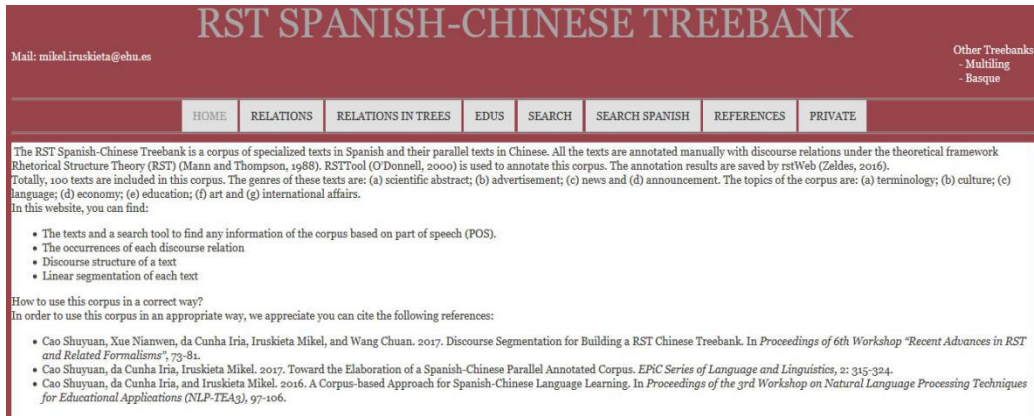 RST SPANISH-CHINESE TREEBANK
Mail: mikel.iruskieta@ehu.es
Other Treebanks
- Multiling
- Basque
HOME RELATIONS RELATIONS IN TREES EDUS SEARCH SEARCH SPANISH REFERENCES PRIVATE
The RST Spanish-Chinese Treebank is a corpus of specialized texts in Spanish and their parallel texts in Chinese. All the texts are annotated manually with discourse relations under the theoretical framework
Rhetorical Structure Theory (RST) (Mann and Thompson, 1988). RSTTool (O'Donnell, 2000) is used to annotate this corpus. The annotation results are saved by rstWeb (Zeldes, 2016).
Totally, 100 texts are included in this corpus. The genres of these texts are: (a) scientific abstract; (b) advertisement; (c) news and (d) announcement. The topics of the corpus are: (a) terminology; (b) culture; (c)
language; (d) economy; (e) education; (f) art and (g) international affairs.
In this website, you can find:
• The texts and a search tool to find any information of the corpus based on part of speech (POS).
• The occurrences of each discourse relation
• Discourse structure of a text
• Linear segmentation of each text
How to use this corpus in a correct way?
In order to use this corpus in an appropriate way, we appreciate you can cite the following references:
• Cao Shuyuan, Xue Nianwen, da Cunha Iria, Iruskieta Mikel, and Wang Chuan. 2017. Discourse Segmentation for Building a RST Chinese Treebank. In Proceedings of 6th Workshop “Recent Advances in RST
and Related Formalisms”, 73-81.
• Cao Shuyuan, da Cunha Iria, Iruskieta Mikel. 2017. Toward the Elaboration of a Spanish-Chinese Parallel Annotated Corpus. EPiC Series of Language and Linguistics, 2: 315-324.
• Cao Shuyuan, da Cunha Iria, and Iruskieta Mikel. 2016. A Corpus-based Approach for Spanish-Chinese Language Learning. In Proceedings of the 3rd Workshop on Natural Language Processing Techniques
for Educational Applications (NLP-TEA3), 97-106.